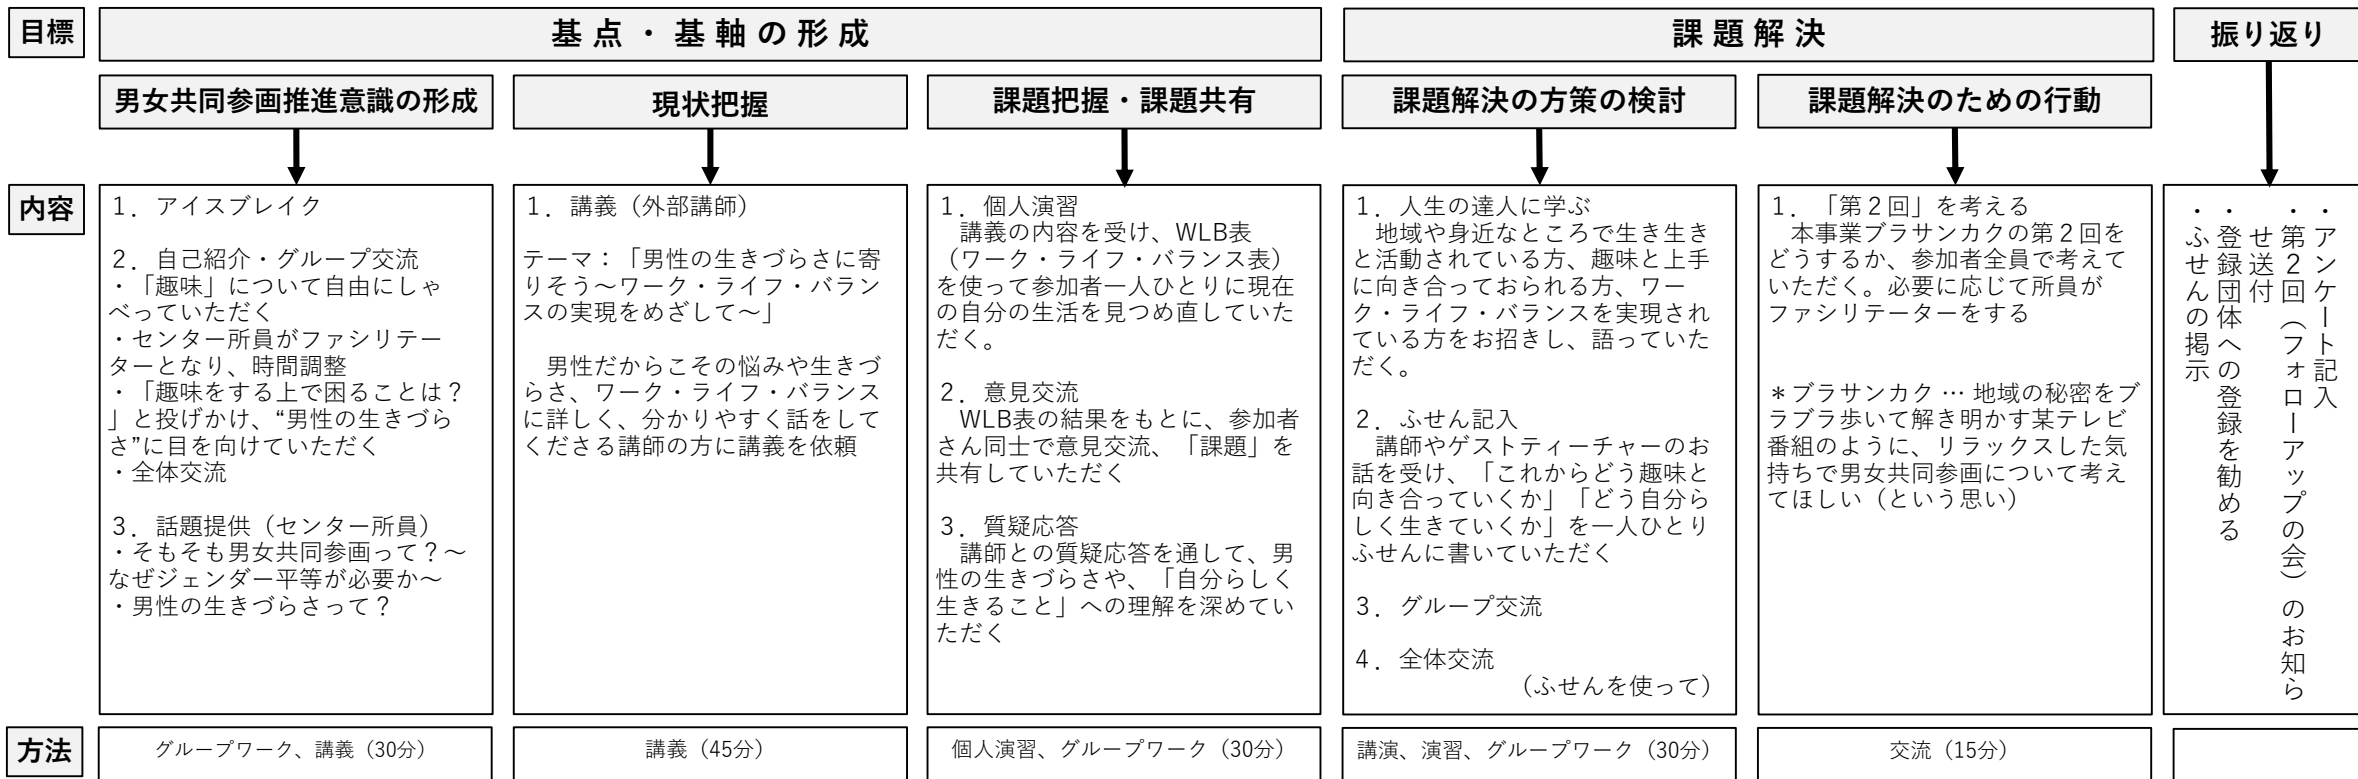 目標
基点・基軸の形成
課題解決
振り返り
男女共同参画推進意識の形成
現状把握
課題把握・課題共有
課題解決の方策の検討
課題解決のための行動
内容
1．アイスブレイク
2．自己紹介・グループ交流
・「趣味」について自由にしゃ
べっていただく
・センター所員がファシリテー
ターとなり、時間調整
・「趣味をする上で困ることは？
」と投げかけ、“男性の生きづら
さ”に目を向けていただく
・全体交流
3．話題提供（センター所員）
・そもそも男女共同参画って？～
なぜジェンダー平等が必要か～
・男性の生きづらさって？
1．講義（外部講師）
テーマ：「男性の生きづらさに寄
りそう～ワーク・ライフ・バラン
スの実現をめざして～」
男性だからこその悩みや生きづ
らさ、ワーク・ライフ・バランス
に詳しく、分かりやすく話をして
くださる講師の方に講義を依頼
1．個人演習
講義の内容を受け、WLB表
（ワーク・ライフ・バランス表）
を使って参加者一人ひとりに現在
の自分の生活を見つめ直していた
だく。
2．意見交流
WLB表の結果をもとに、参加者
さん同士で意見交流、「課題」を
共有していただく
3．質疑応答
講師との質疑応答を通して、男
性の生きづらさや、「自分らしく
生きること」への理解を深めてい
ただく
1．人生の達人に学ぶ
地域や身近なところで生き生き
と活動されている方、趣味と上手
に向き合っておられる方、ワー
ク・ライフ・バランスを実現され
ている方をお招きし、語っていた
だく。
2．ふせん記入
講師やゲストティーチャーのお
話を受け、「これからどう趣味と
向き合っていくか」「どう自分ら
しく生きていくか」を一人ひとり
ふせんに書いていただく
3．グループ交流
4．全体交流
（ふせんを使って）
1．「第２回」を考える
本事業ブラサンカクの第２回を
どうするか、参加者全員で考えて
いただく。必要に応じて所員が
ファシリテーターをする
＊ブラサンカク … 地域の秘密をブ
ラブラ歩いて解き明かす某テレビ
番組のように、リラックスした気
持ちで男女共同参画について考え
てほしい（という思い）
・アンケート記入
・第２回（フォローアップの会）のお知ら
せ送付
・登録団体への登録を勧める
・ふせんの掲示
方法
グループワーク、講義（30分）
講義（45分）
個人演習、グループワーク（30分）
講演、演習、グループワーク（30分）
交流（15分）